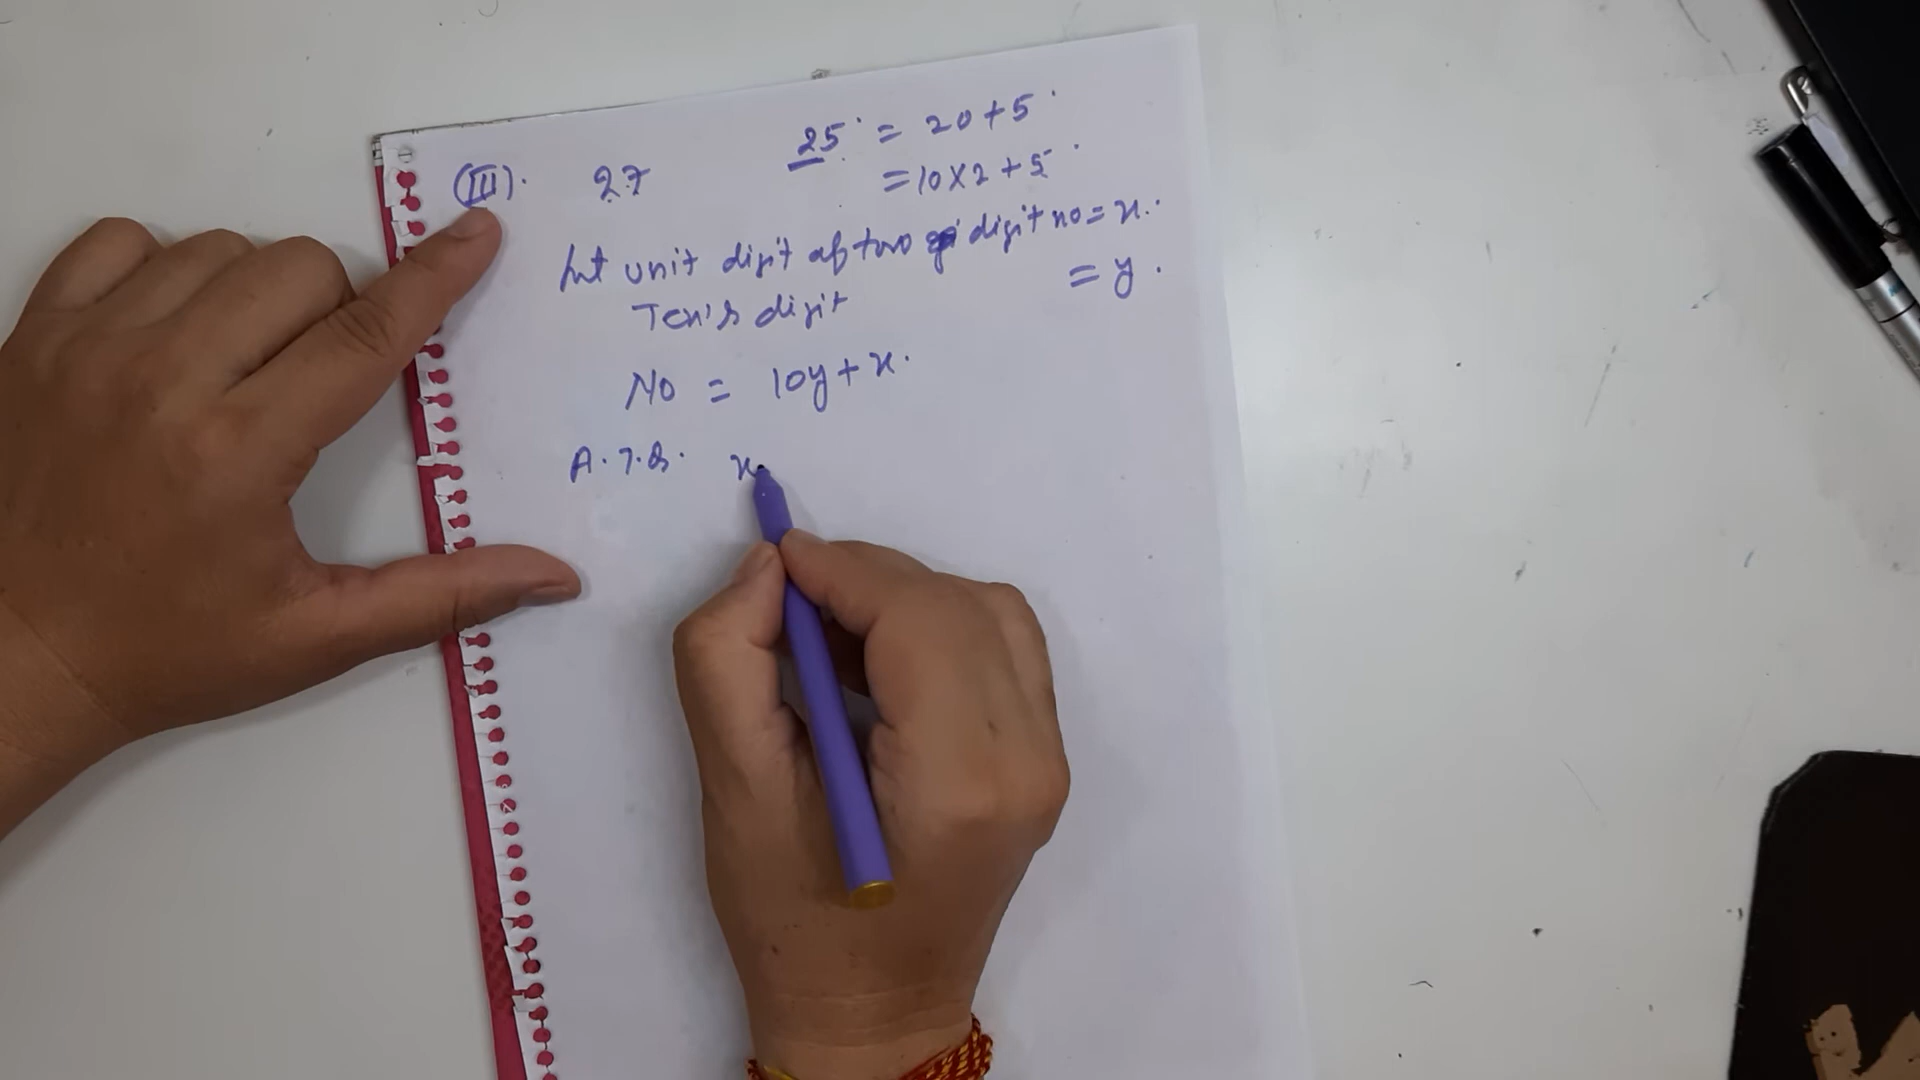 25 = 20+5
(III). 27
=10×2+5
Let unit digit of two digit no = x.
Ten's digit = y.
No = 10y+x.
A.T.Q. x